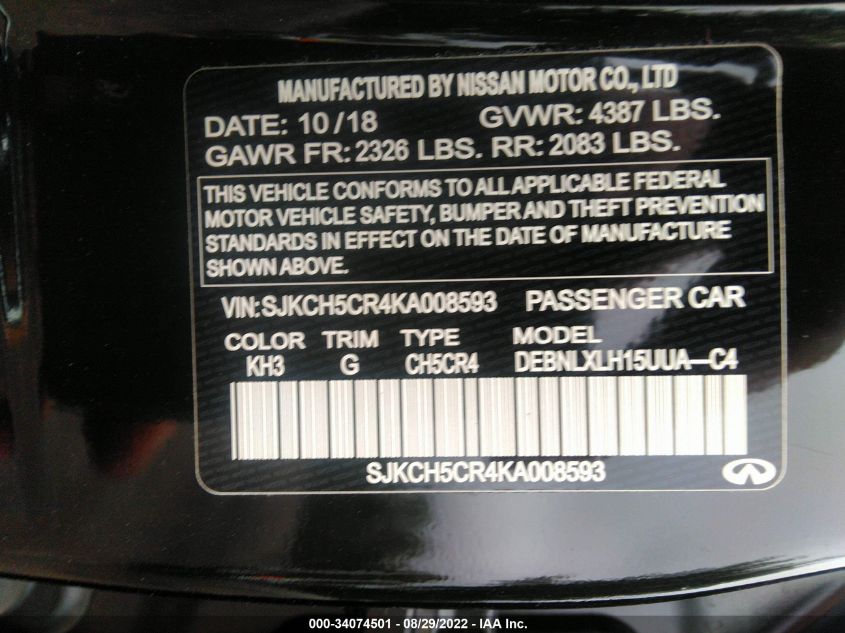 MANUFACTURED BY NISSAN MOTOR CO., LTD
DATE: 10/18 GVWR: 4387 LBS.
GAWR FR: 2326 LBS. RR: 2083 LBS.
THIS VEHICLE CONFORMS TO ALL APPLICABLE FEDERAL
MOTOR VEHICLE SAFETY, BUMPER AND THEFT PREVENTION
STANDARDS IN EFFECT ON THE DATE OF MANUFACTURE
SHOWN ABOVE.
VIN: SJKCH5CR4KA008593 PASSENGER CAR
COLOR TRIM TYPE MODEL
KH3 G CH5CR4 DEBNLXLH15UUA-C4
SJKCH5CR4KA008593
000-34074501 - 08/29/2022 - IAA Inc.